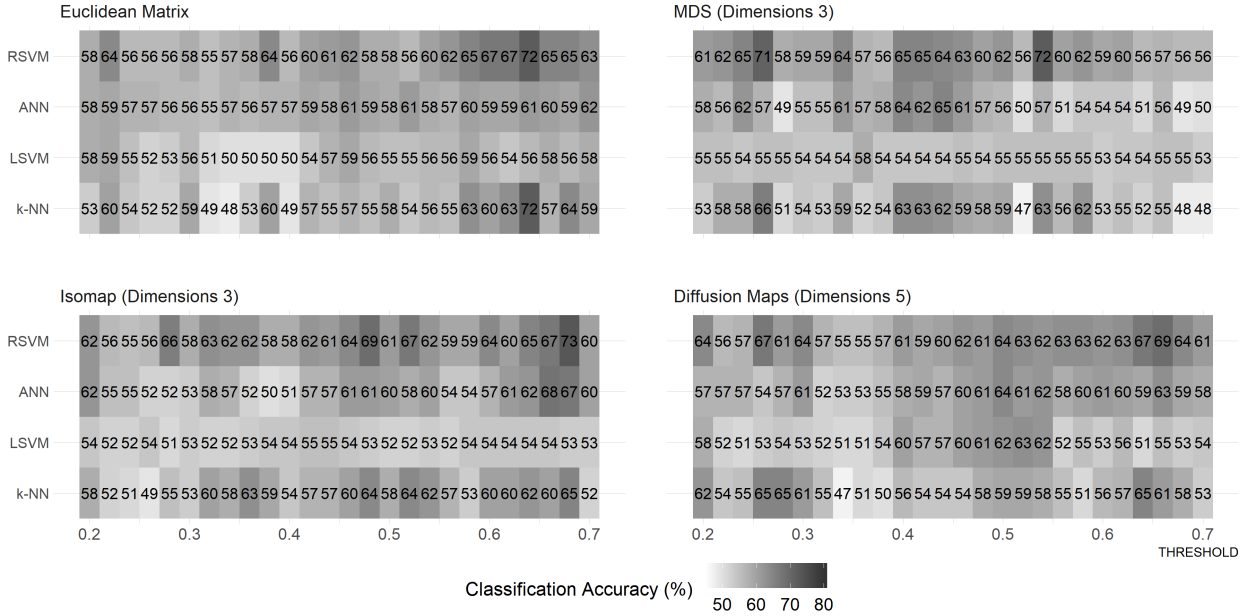 Euclidean Matrix
RSVM 58 64 56 56 56 58 55 57 58 64 56 60 61 62 58 58 56 60 62 65 67 67 72 65 65 63
ANN 58 59 57 57 56 56 55 57 56 57 57 59 58 61 59 58 61 58 57 60 59 59 61 60 59 62
LSVM 58 59 55 52 53 56 51 50 50 50 50 54 57 59 56 55 55 56 56 59 56 54 56 58 56 58
k-NN 53 60 54 52 52 59 49 48 53 60 49 57 55 57 55 58 54 56 55 63 60 63 72 57 64 59
MDS (Dimensions 3)
61 62 65 71 58 59 59 64 57 56 65 65 64 63 60 62 56 72 60 62 59 60 56 57 56 56
58 56 62 57 49 55 55 61 57 58 64 62 65 61 57 56 50 57 51 54 54 54 51 56 49 50
55 55 54 55 55 54 54 54 58 54 54 54 54 55 54 55 55 55 55 55 53 54 54 55 55 53
53 58 58 66 51 54 53 59 52 54 63 63 62 59 58 59 47 63 56 62 53 55 52 55 48 48
Isomap (Dimensions 3)
RSVM 62 56 55 56 66 58 63 62 62 58 58 62 61 64 69 61 67 62 59 59 64 60 65 67 73 60
ANN 62 55 55 52 52 53 58 57 52 50 51 57 57 61 61 60 58 60 54 54 57 61 62 68 67 60
LSVM 54 52 52 54 51 53 52 52 53 54 54 55 55 54 53 52 52 53 52 54 54 54 54 54 53 53
k-NN 58 52 51 49 55 53 60 58 63 59 54 57 57 60 64 58 64 62 57 53 60 60 62 60 65 52
0.2 0.3 0.4 0.5 0.6 0.7
Diffusion Maps (Dimensions 5)
64 56 57 67 61 64 57 55 55 57 61 59 60 62 61 64 63 64 62 63 63 62 63 67 69 64 61
57 57 57 54 57 61 52 53 53 55 58 59 57 60 61 64 61 62 58 60 61 60 59 63 59 58
58 52 51 53 54 53 52 51 51 54 60 57 57 60 61 62 63 62 52 55 53 56 51 55 53 54
62 54 55 65 65 61 55 47 51 50 56 54 54 54 58 59 59 58 55 51 56 57 65 61 58 53
0.2 0.3 0.4 0.5 0.6 0.7
THRESHOLD
Classification Accuracy (%)
50 60 70 80